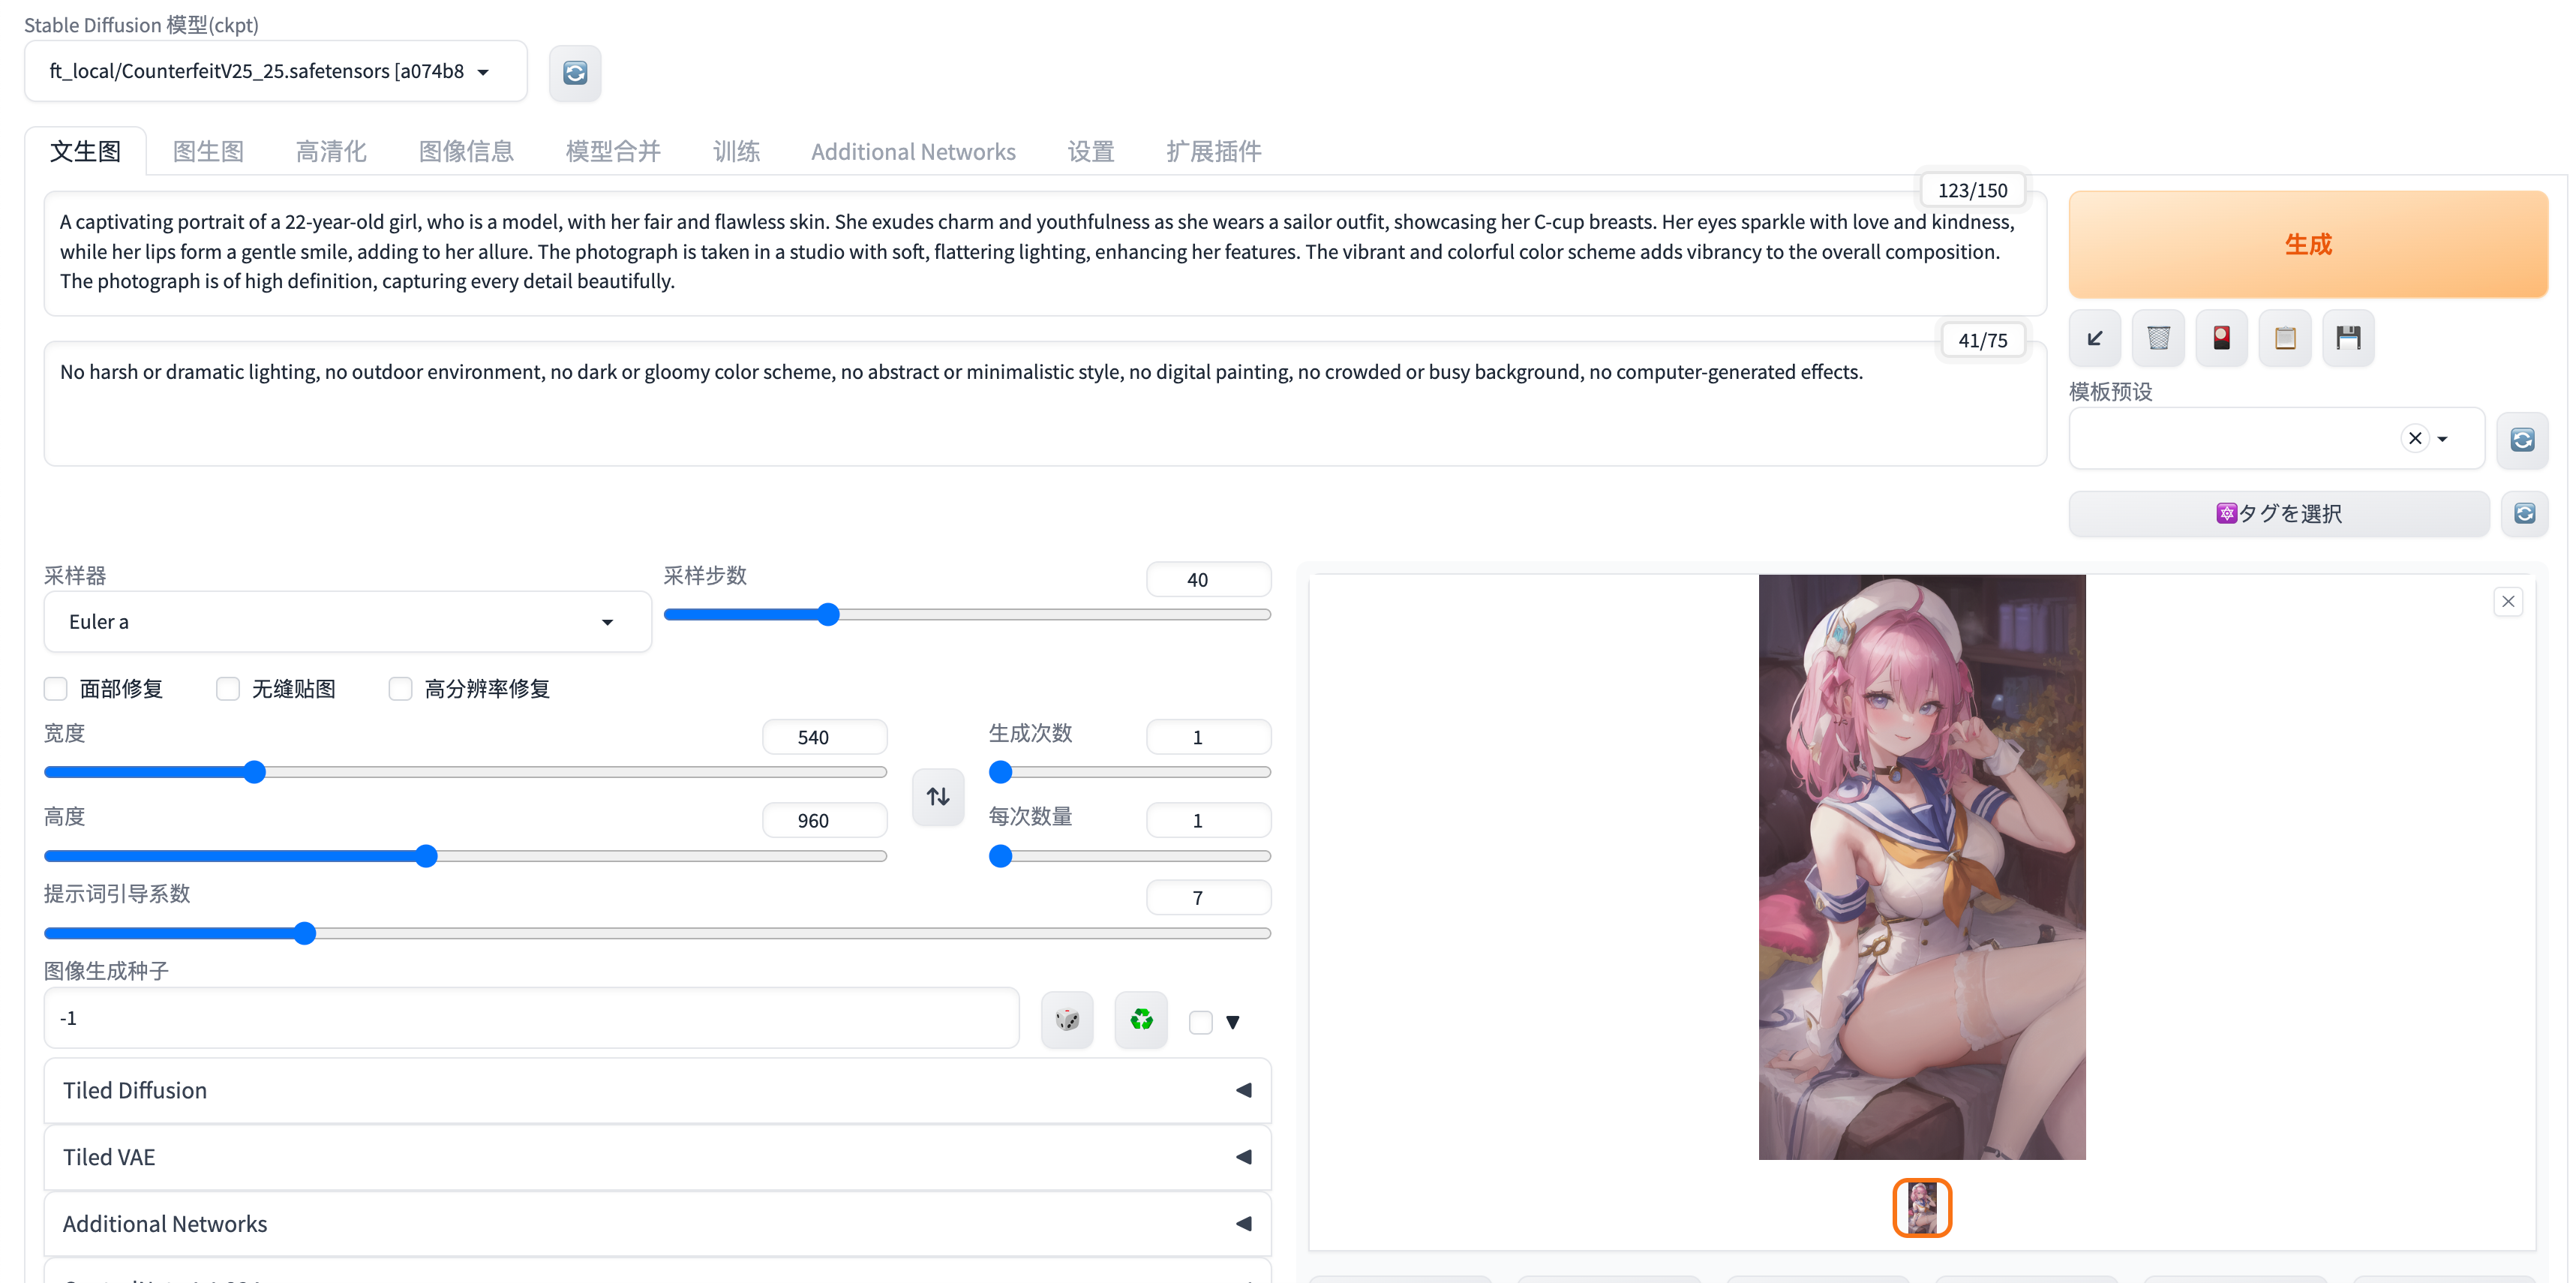 Stable Diffusion 模型(ckpt)
ft_local/CounterfeitV25_25.safetensors [a074b8
文生图 图生图 高清化 图像信息 模型合并 训练 Additional Networks 设置 扩展插件
123/150
A captivating portrait of a 22-year-old girl, who is a model, with her fair and flawless skin. She exudes charm and youthfulness as she wears a sailor outfit, showcasing her C-cup breasts. Her eyes sparkle with love and kindness,
while her lips form a gentle smile, adding to her allure. The photograph is taken in a studio with soft, flattering lighting, enhancing her features. The vibrant and colorful color scheme adds vibrancy to the overall composition.
The photograph is of high definition, capturing every detail beautifully.
生成
41/75
No harsh or dramatic lighting, no outdoor environment, no dark or gloomy color scheme, no abstract or minimalistic style, no digital painting, no crowded or busy background, no computer-generated effects.
模板预设
タグを選択
采样器
Euler a
采样步数
40
面部修复 无缝贴图 高分辨率修复
宽度
540
生成次数
1
高度
960
每次数量
1
提示词引导系数
7
图像生成种子
-1
Tiled Diffusion
Tiled VAE
Additional Networks